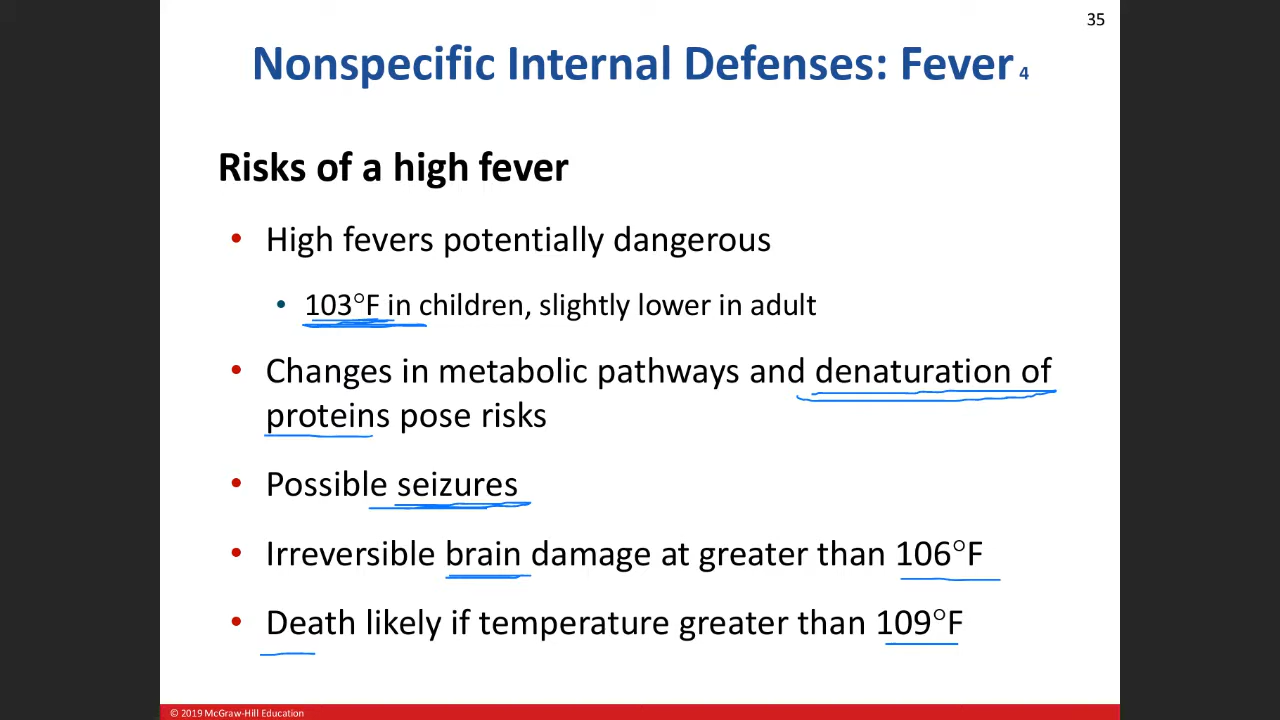 35
Nonspecific Internal Defenses: Fever 4
Risks of a high fever
• High fevers potentially dangerous
• 103°F in children, slightly lower in adult
• Changes in metabolic pathways and denaturation of
proteins pose risks
• Possible seizures
• Irreversible brain damage at greater than 106°F
• Death likely if temperature greater than 109°F
© 2019 McGraw-Hill Education